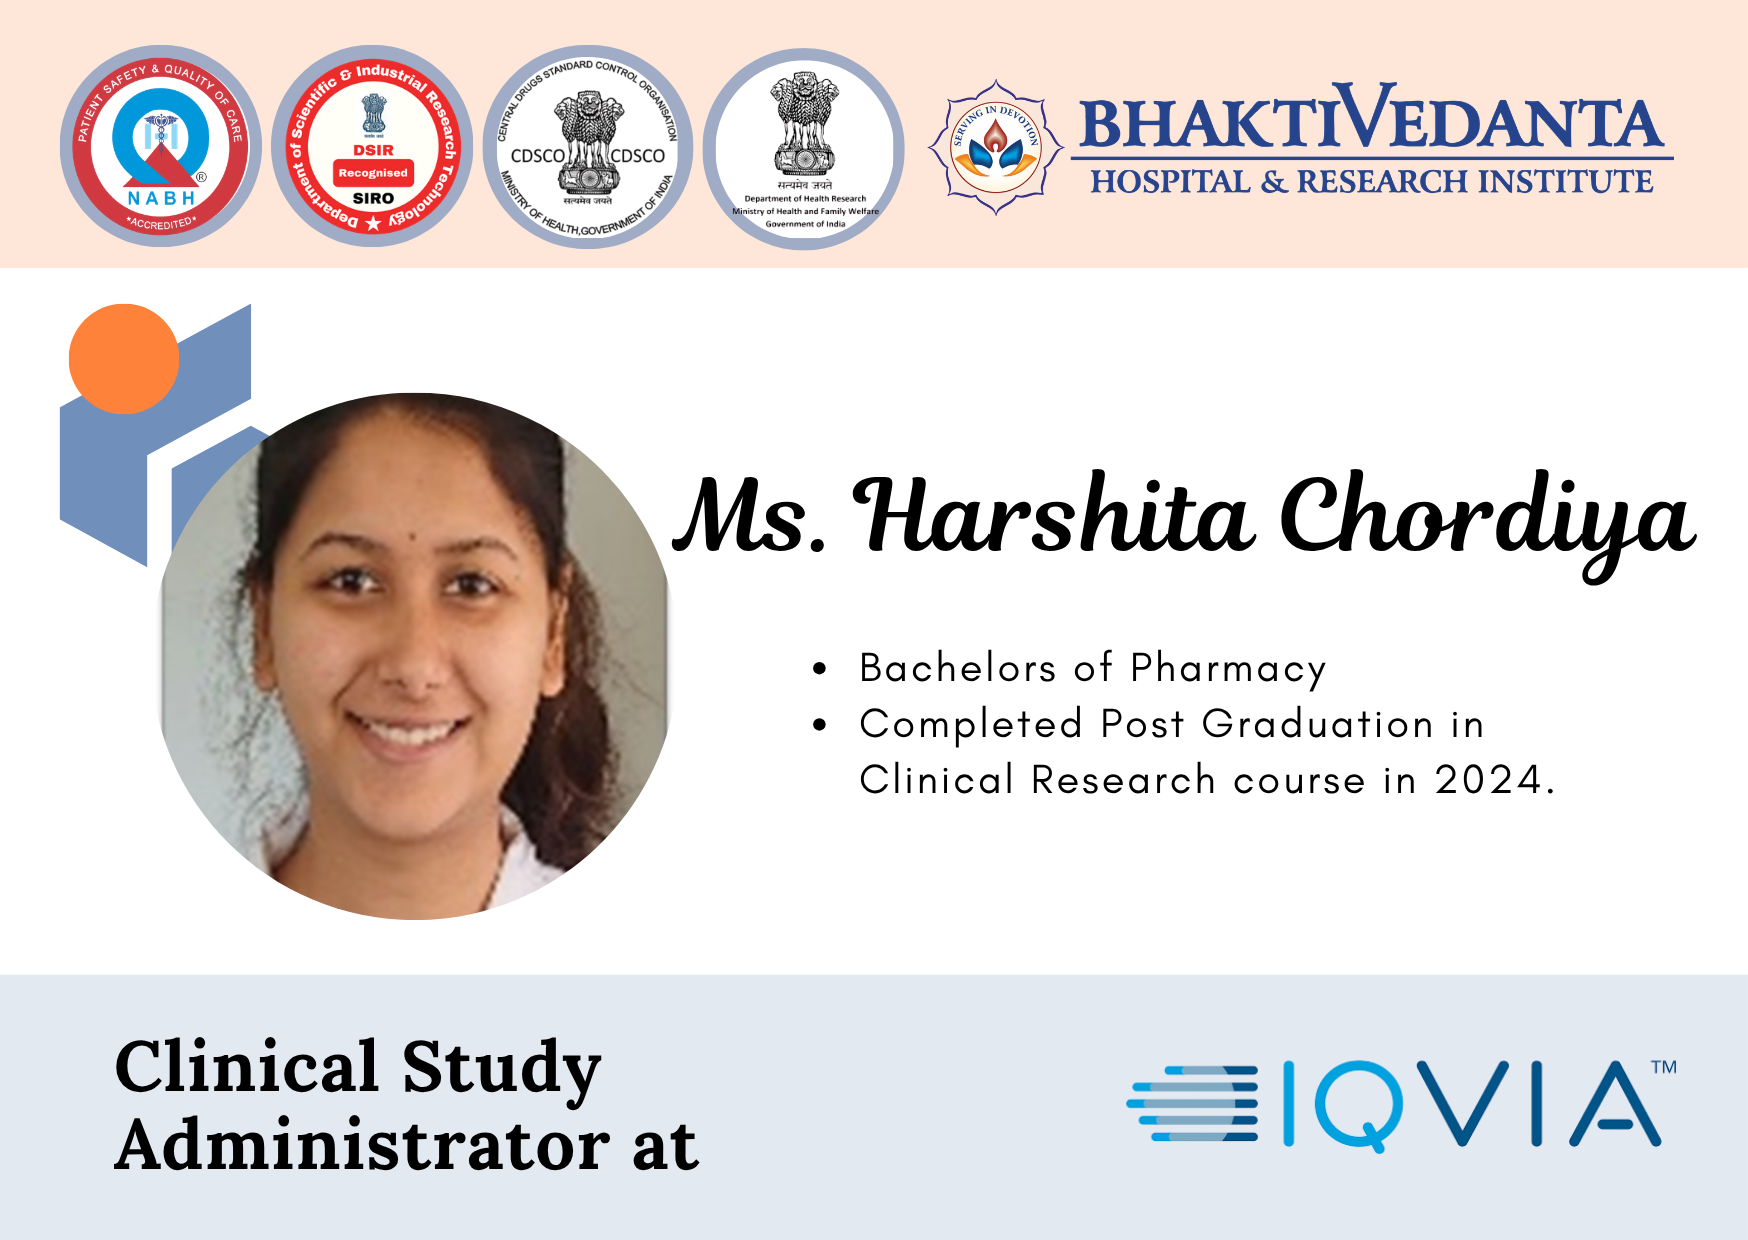 PATIENT SAFETY & QUALITY OF CARE
®
NABH
*ACCREDITED*
Department of Scientific & Industrial Research Technology
DSIR
Recognised
SIRO
CENTRAL DRUGS STANDARD CONTROL ORGANISATION
CDSCO CDSCO
सत्यमेव जयते
MINISTRY OF HEALTH,GOVERNMENT OF INDIA
सत्यमेव जयते
Department of Health Research
Ministry of Health and Family Welfare
Government of India
SERVING IN DEVOTION
BHAKTIVEDANTA
HOSPITAL & RESEARCH INSTITUTE
Ms. Harshita Chordiya
• Bachelors of Pharmacy
• Completed Post Graduation in
Clinical Research course in 2024.
Clinical Study
Administrator at
IQVIA™